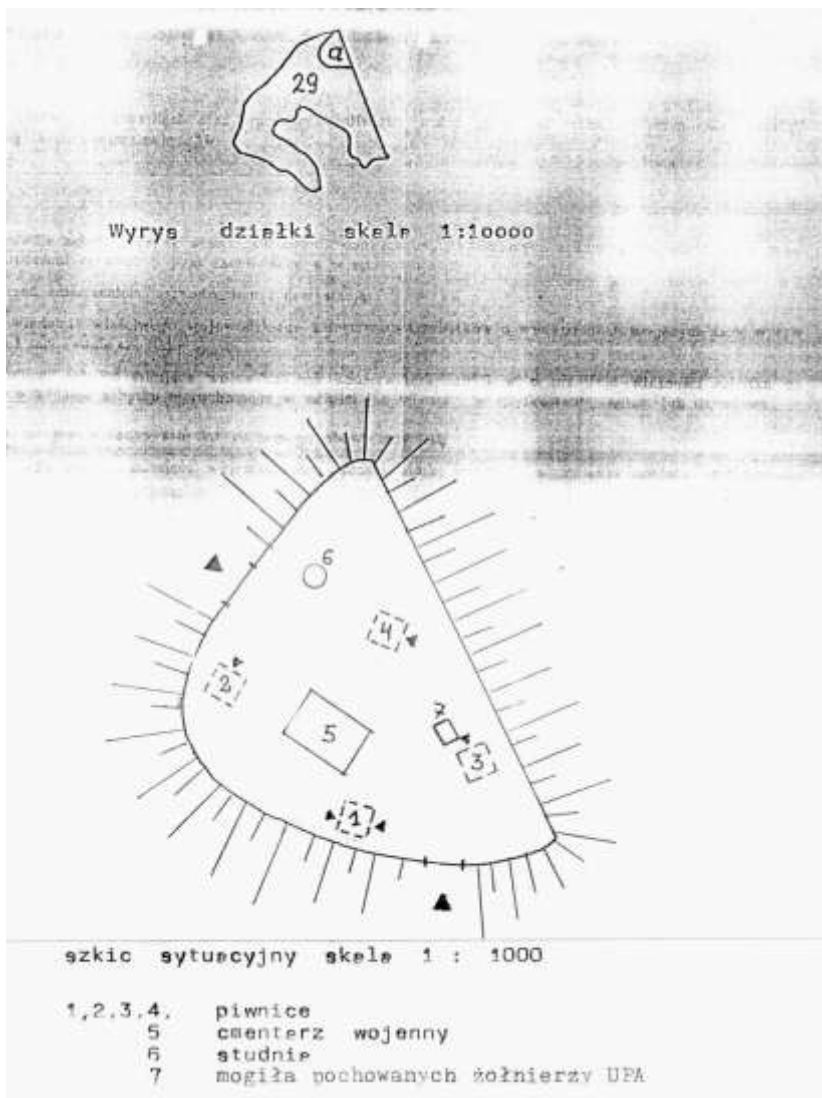 a
29
Wyrys działki skala 1:10000
6
4
2
7
5
3
1
szkic sytuacyjny skala 1 : 1000
1,2,3,4, piwnice
5 cmentarz wojenny
6 studnia
7 mogiła pochowanych żołnierzy UPA